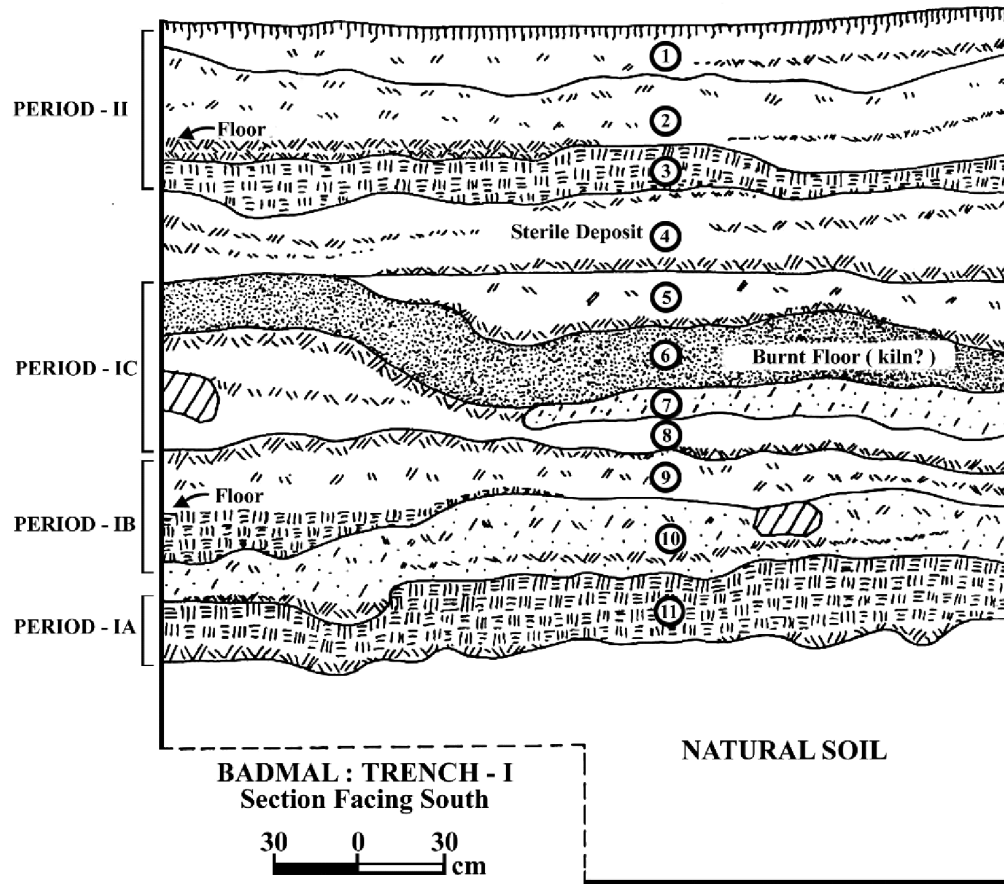 1
PERIOD - II
2
Floor
3
Sterile Deposit 4
5
PERIOD - IC
6 Burnt Floor ( kiln? )
7
8
9
Floor
PERIOD - IB
10
PERIOD - IA
11
NATURAL SOIL
BADMAL : TRENCH - I
Section Facing South
30 0 30
cm